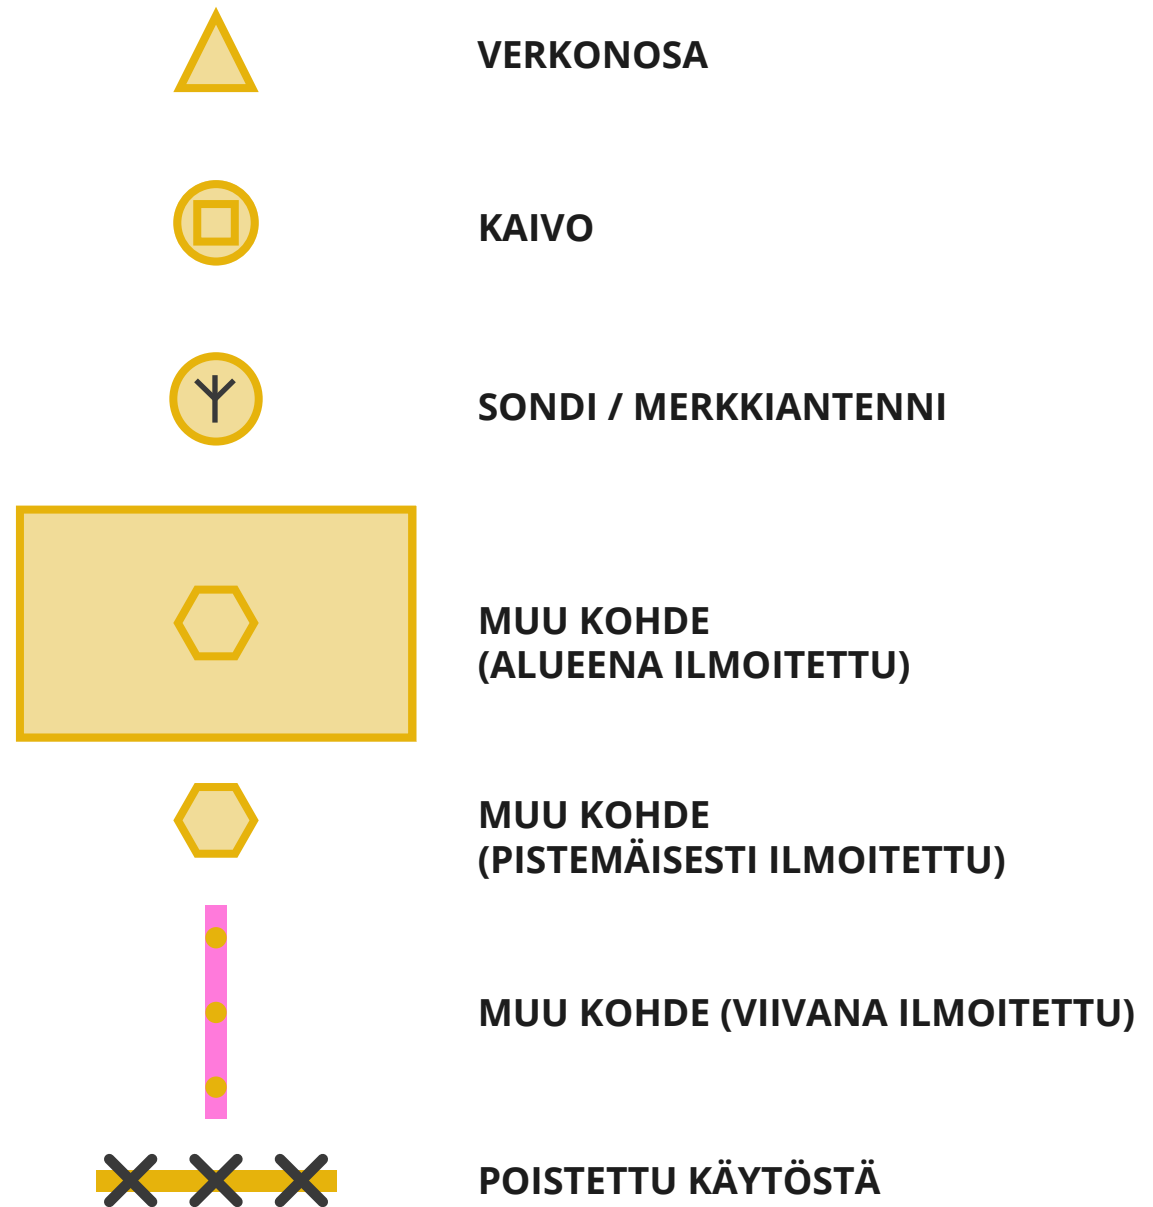 VERKONOSA
KAIVO
SONDI / MERKKIANTENNI
MUU KOHDE
(ALUEENA ILMOITETTU)
MUU KOHDE
(PISTEMÄISESTI ILMOITETTU)
MUU KOHDE (VIIVANA ILMOITETTU)
POISTETTU KÄYTÖSTÄ